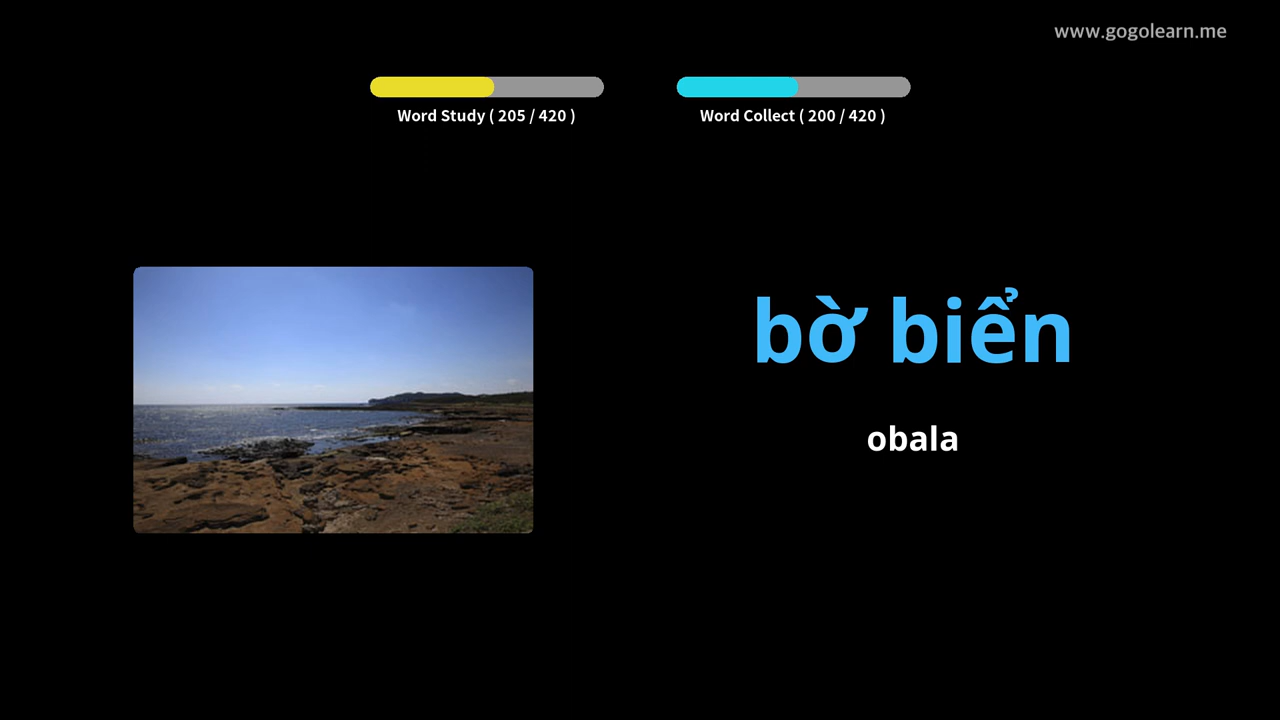 www.gogolearn.me
Word Study ( 205 / 420 )
Word Collect ( 200 / 420 )
bờ biển
obala